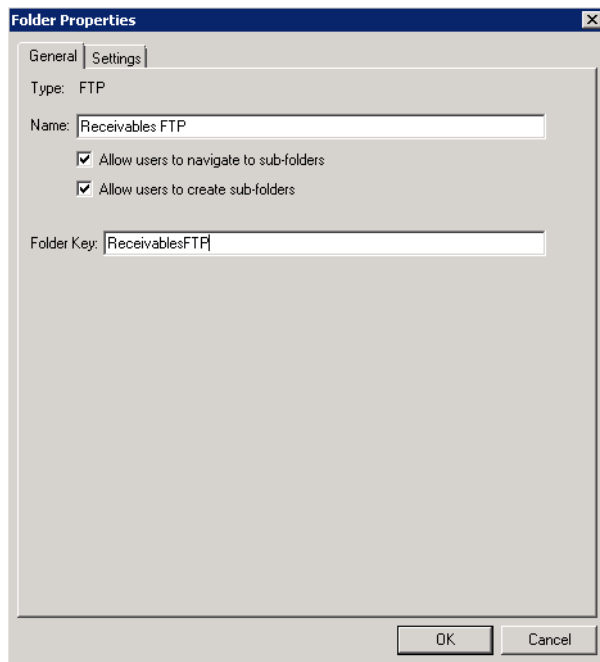 Folder Properties
General Settings
Type: FTP
Name: Receivables FTP
Allow users to navigate to sub-folders
Allow users to create sub-folders
Folder Key: ReceivablesFTP
OK Cancel